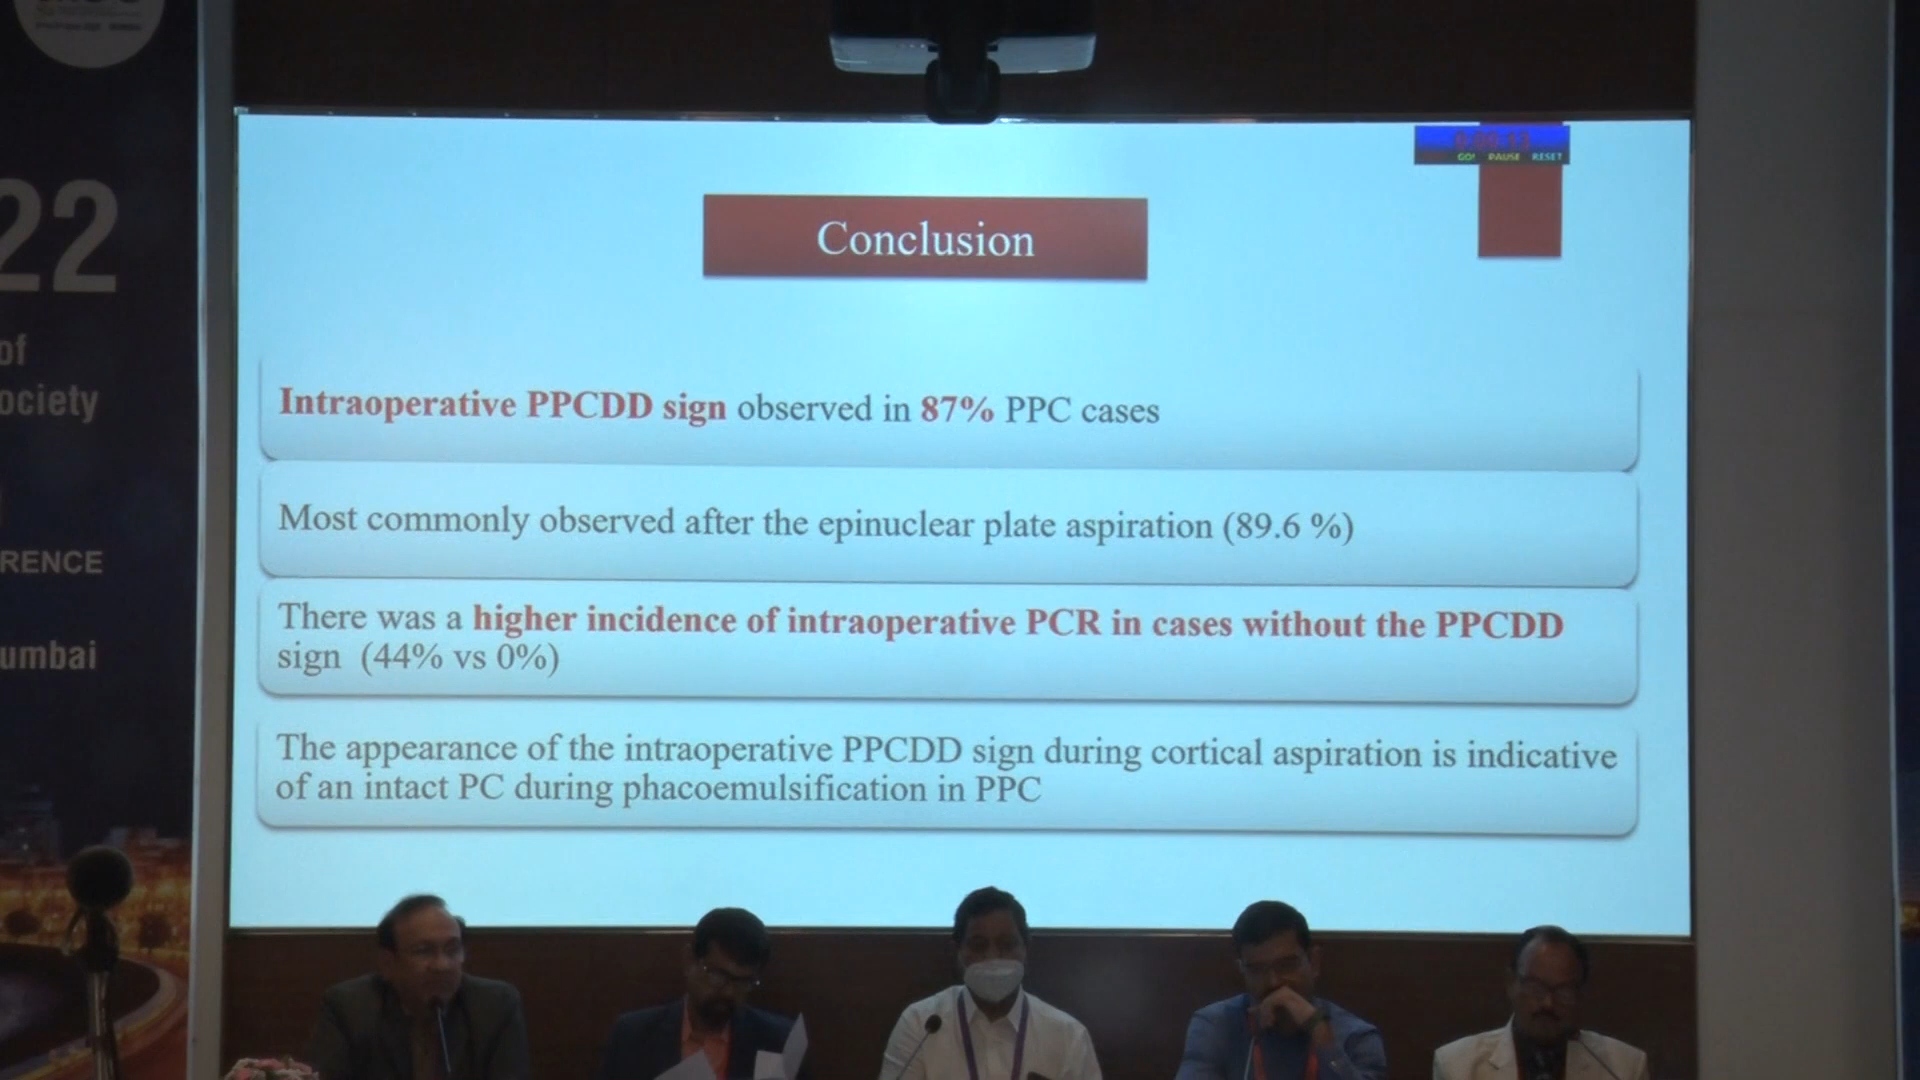 22
of
ociety
RENCE
umbai
GO! PAUSE RESET
Conclusion
Intraoperative PPCDD sign observed in 87% PPC cases
Most commonly observed after the epinuclear plate aspiration (89.6 %)
There was a higher incidence of intraoperative PCR in cases without the PPCDD
sign (44% vs 0%)
The appearance of the intraoperative PPCDD sign during cortical aspiration is indicative
of an intact PC during phacoemulsification in PPC